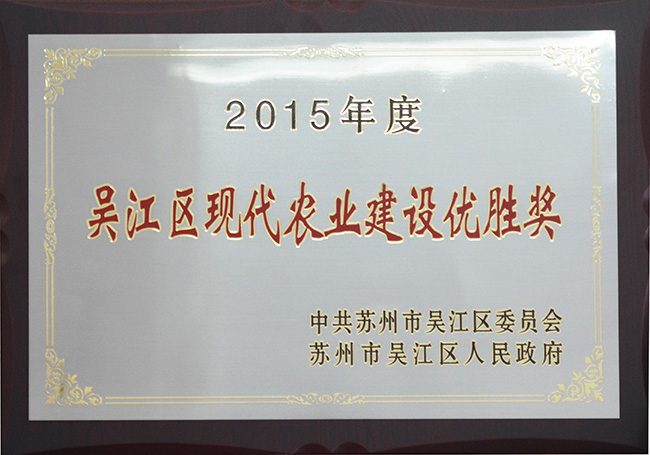 2015年度
吴江区现代农业建设优胜奖
中共苏州市吴江区委员会
苏州市吴江区人民政府